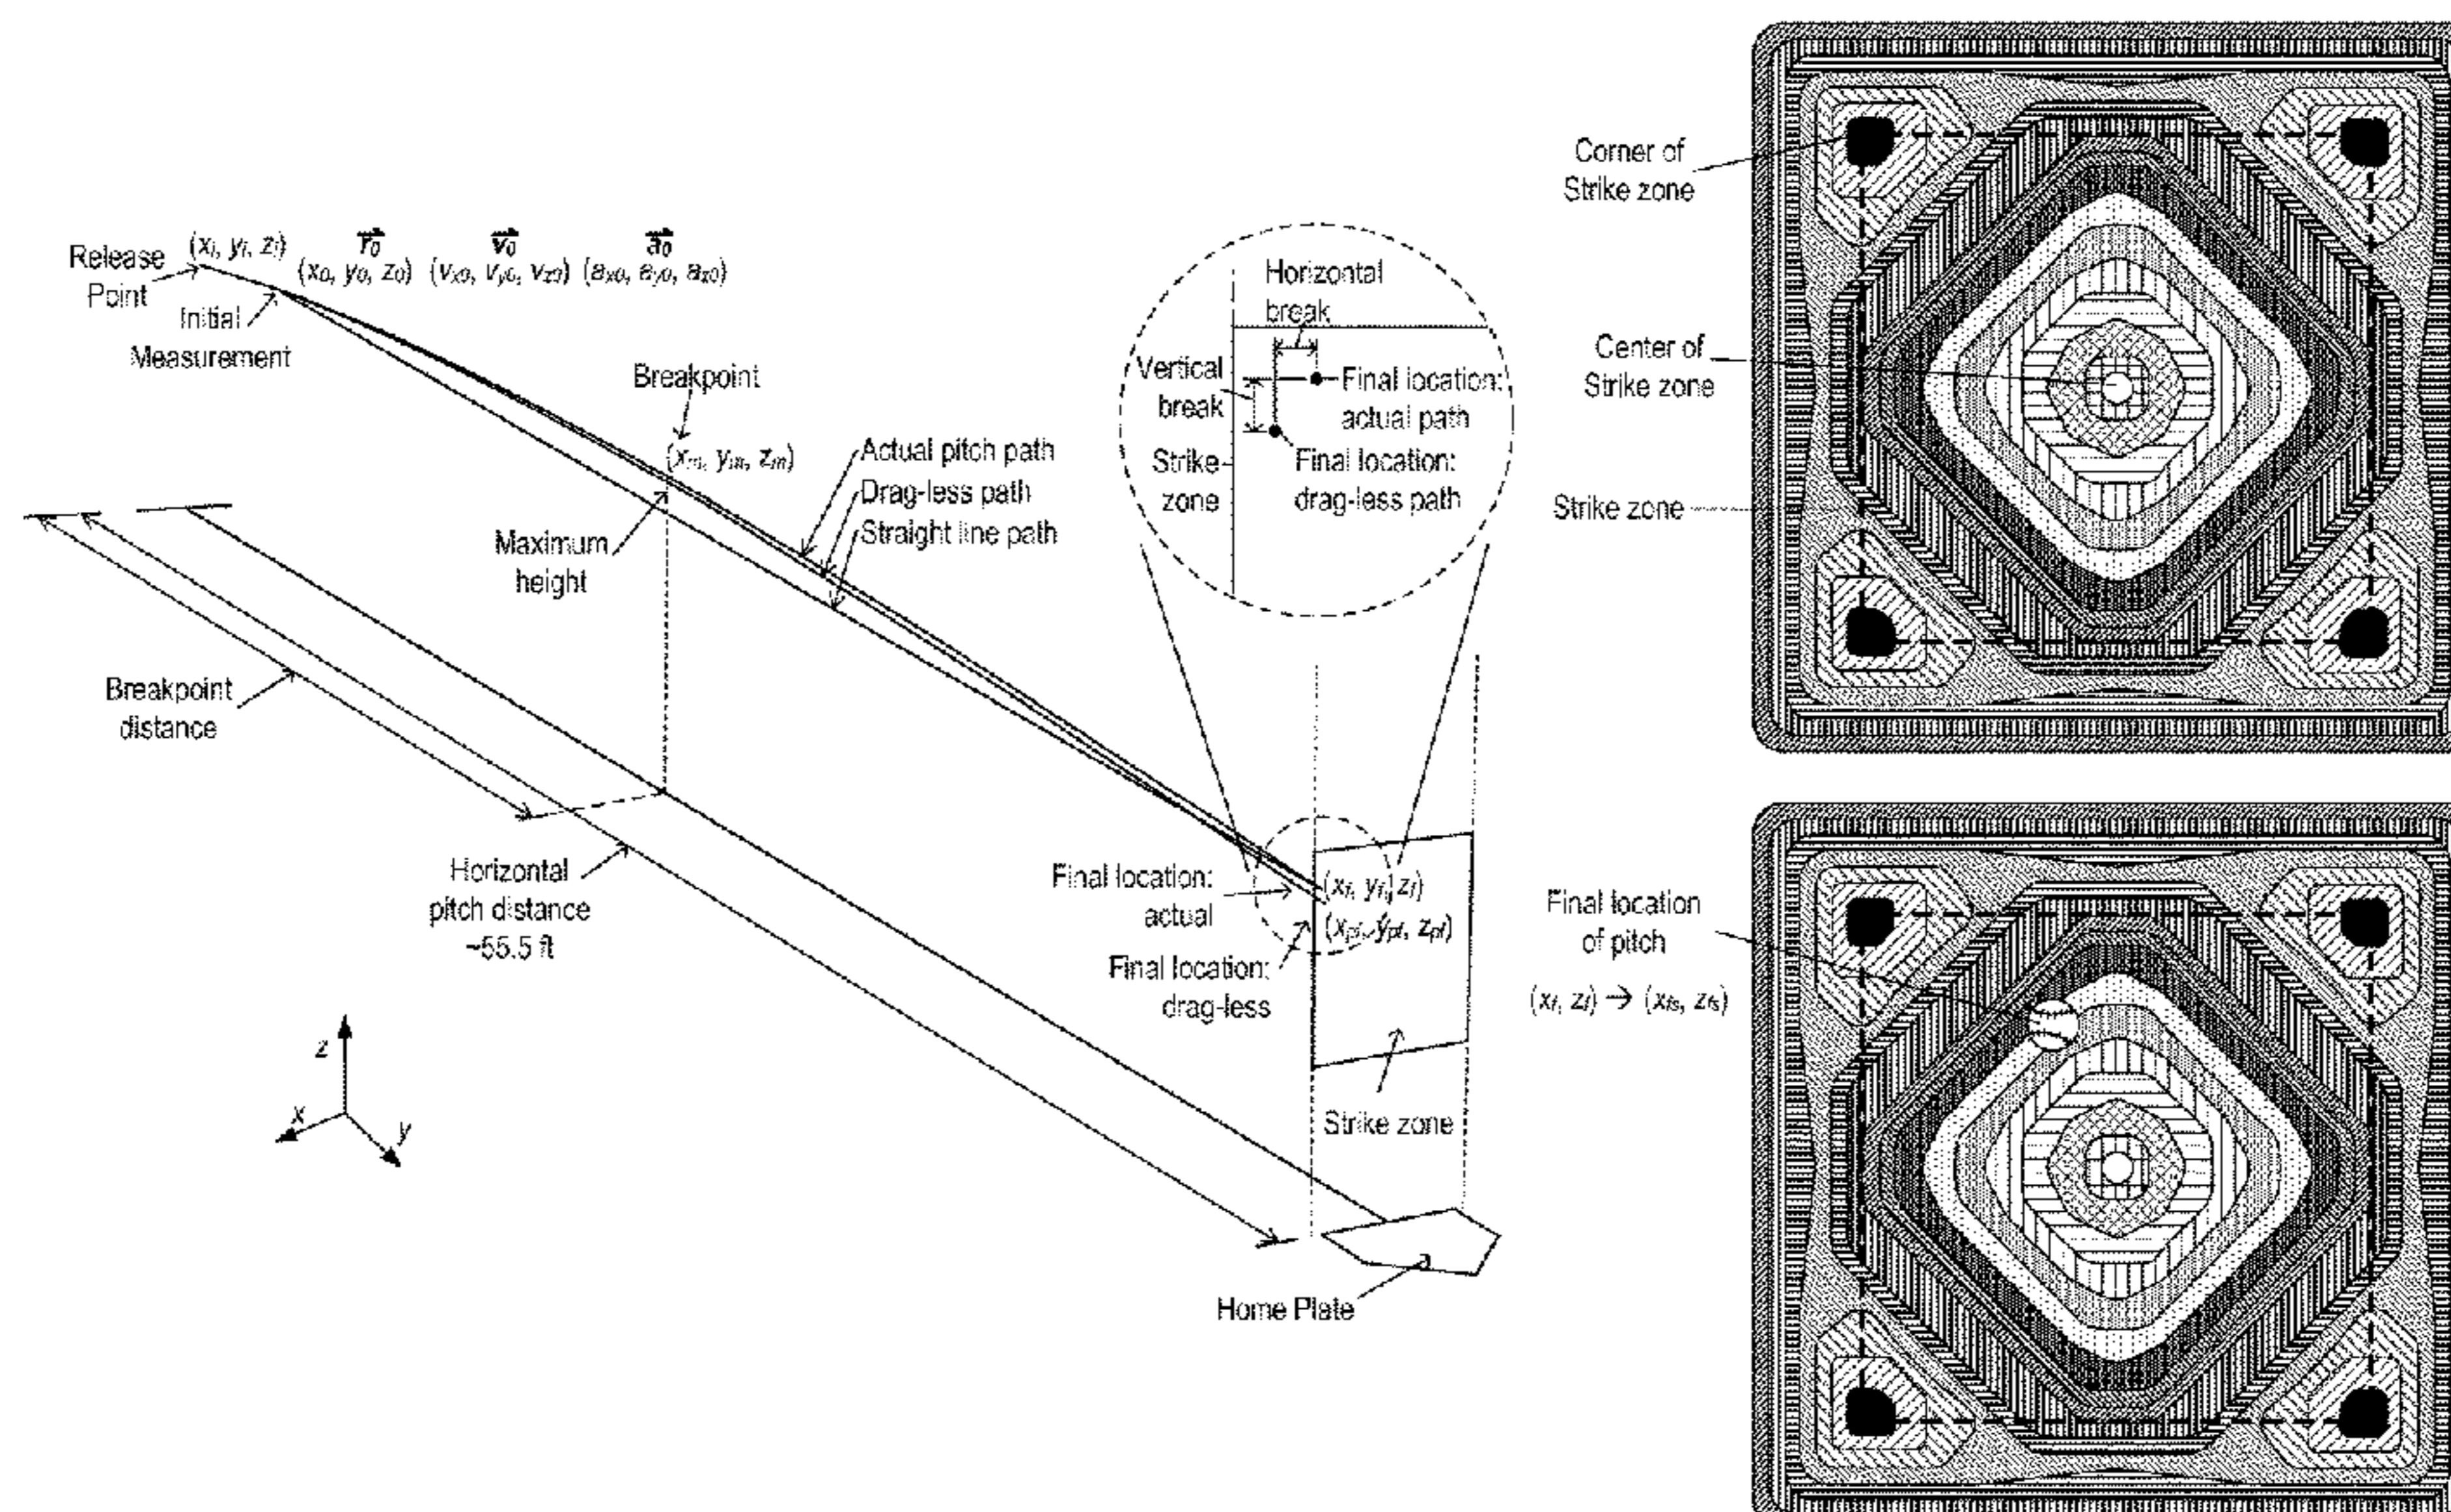 Release
Point
(xi, yi, zi)
r0
v0
a0
(x0, y0, z0)
(vx0, vy0, vz0)
(ax0, ay0, az0)
Initial
Measurement
Breakpoint
(xm, ym, zm)
Actual pitch path
Drag-less path
Straight line path
Maximum
height
Breakpoint
distance
Horizontal
pitch distance
~55.5 ft
z
x
y
Horizontal
break
Vertical
break
Final location:
actual path
Strike
zone
Final location:
drag-less path
Final location:
actual
(xf, yf, zf)
(xpf, ypf, zpf)
Final location:
drag-less
Strike zone
Home Plate
Corner of
Strike zone
Center of
Strike zone
Strike zone
Final location
of pitch
(xf, zf) → (xfs, zfs)